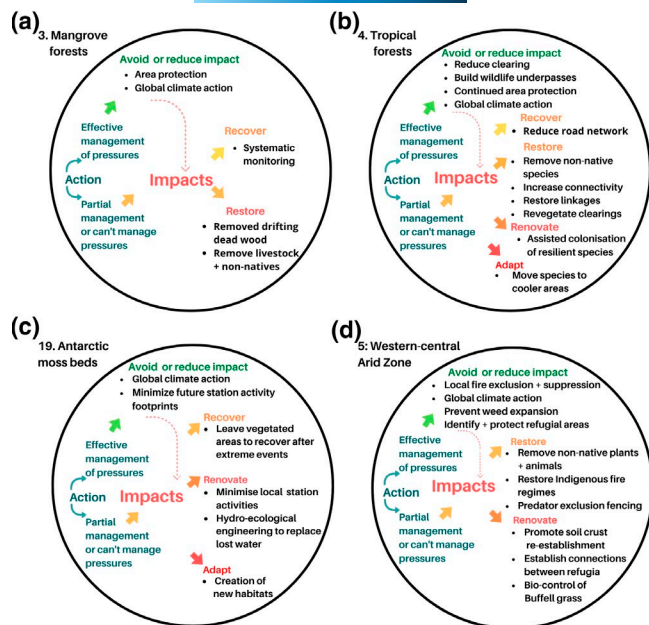 (a)
3. Mangrove
forests
Avoid or reduce impact
• Area protection
• Global climate action
Effective
management
of pressures
Action
Partial
management
or can't manage
pressures
Impacts
Recover
• Systematic
monitoring
Restore
• Removed drifting
dead wood
• Remove livestock
+ non-natives
(b)
4. Tropical
forests
Avoid or reduce impact
• Reduce clearing
• Build wildlife underpasses
• Continued area protection
• Global climate action
Effective
management
of pressures
Action
Partial
management
or can't manage
pressures
Impacts
Recover
• Reduce road network
Restore
• Remove non-native
species
• Increase connectivity
• Restore linkages
• Revegetate clearings
Renovate
• Assisted colonisation
of resilient species
Adapt
• Move species to
cooler areas
(c)
19. Antarctic
moss beds
Avoid or reduce impact
• Global climate action
• Minimize future station activity
footprints
Effective
management
of pressures
Action
Partial
management
or can't manage
pressures
Impacts
Recover
• Leave vegetated
areas to recover after
extreme events
Renovate
• Minimise local station
activities
• Hydro-ecological
engineering to replace
lost water
Adapt
• Creation of
new habitats
(d)
5: Western-central
Arid Zone
Avoid or reduce impact
• Local fire exclusion + suppression
• Global climate action
Prevent weed expansion
Identify + protect refugial areas
Effective
management
of pressures
Action
Partial
management
or can't manage
pressures
Impacts
Restore
• Remove non-native plants
+ animals
• Restore Indigenous fire
regimes
• Predator exclusion fencing
Renovate
• Promote soil crust
re-establishment
• Establish connections
between refugia
• Bio-control of
Buffell grass